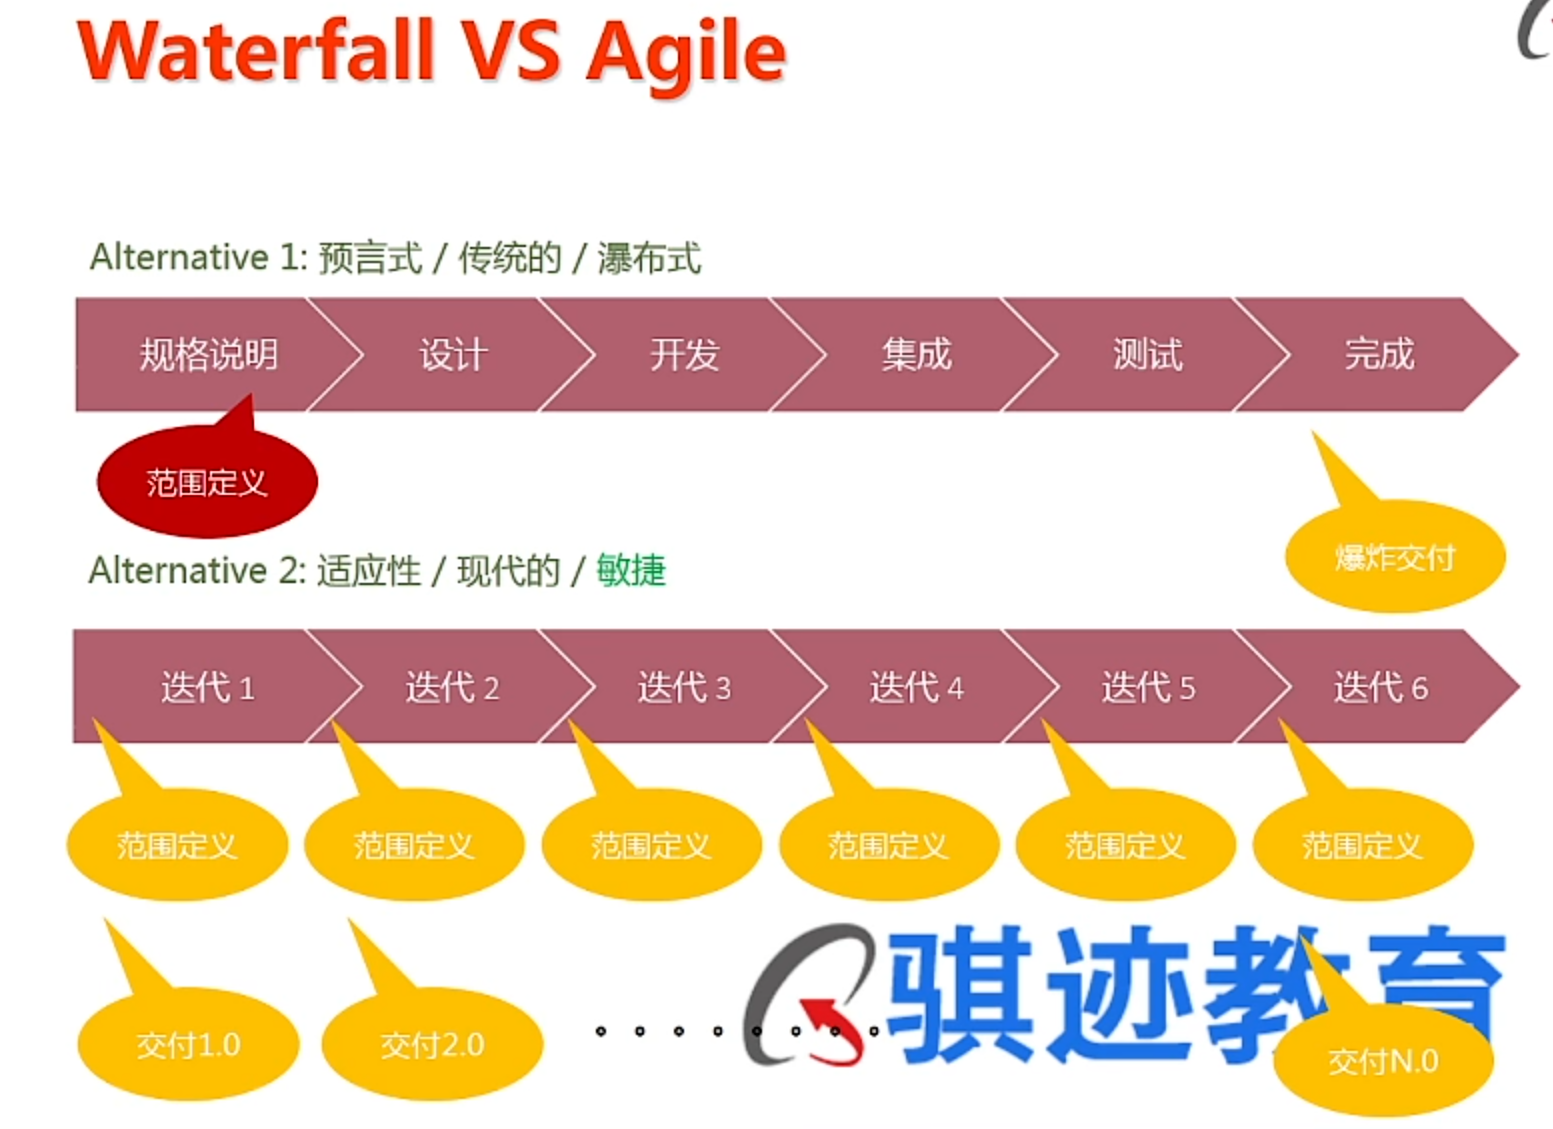 Waterfall VS Agile
Alternative 1: 预言式 / 传统的 / 瀑布式
规格说明 设计 开发 集成 测试 完成
范围定义
爆炸交付
Alternative 2: 适应性 / 现代的 / 敏捷
迭代 1 迭代 2 迭代 3 迭代 4 迭代 5 迭代 6
范围定义 范围定义 范围定义 范围定义 范围定义 范围定义
骐迹教育
交付1.0 交付2.0 . . . . . . . . 交付N.0